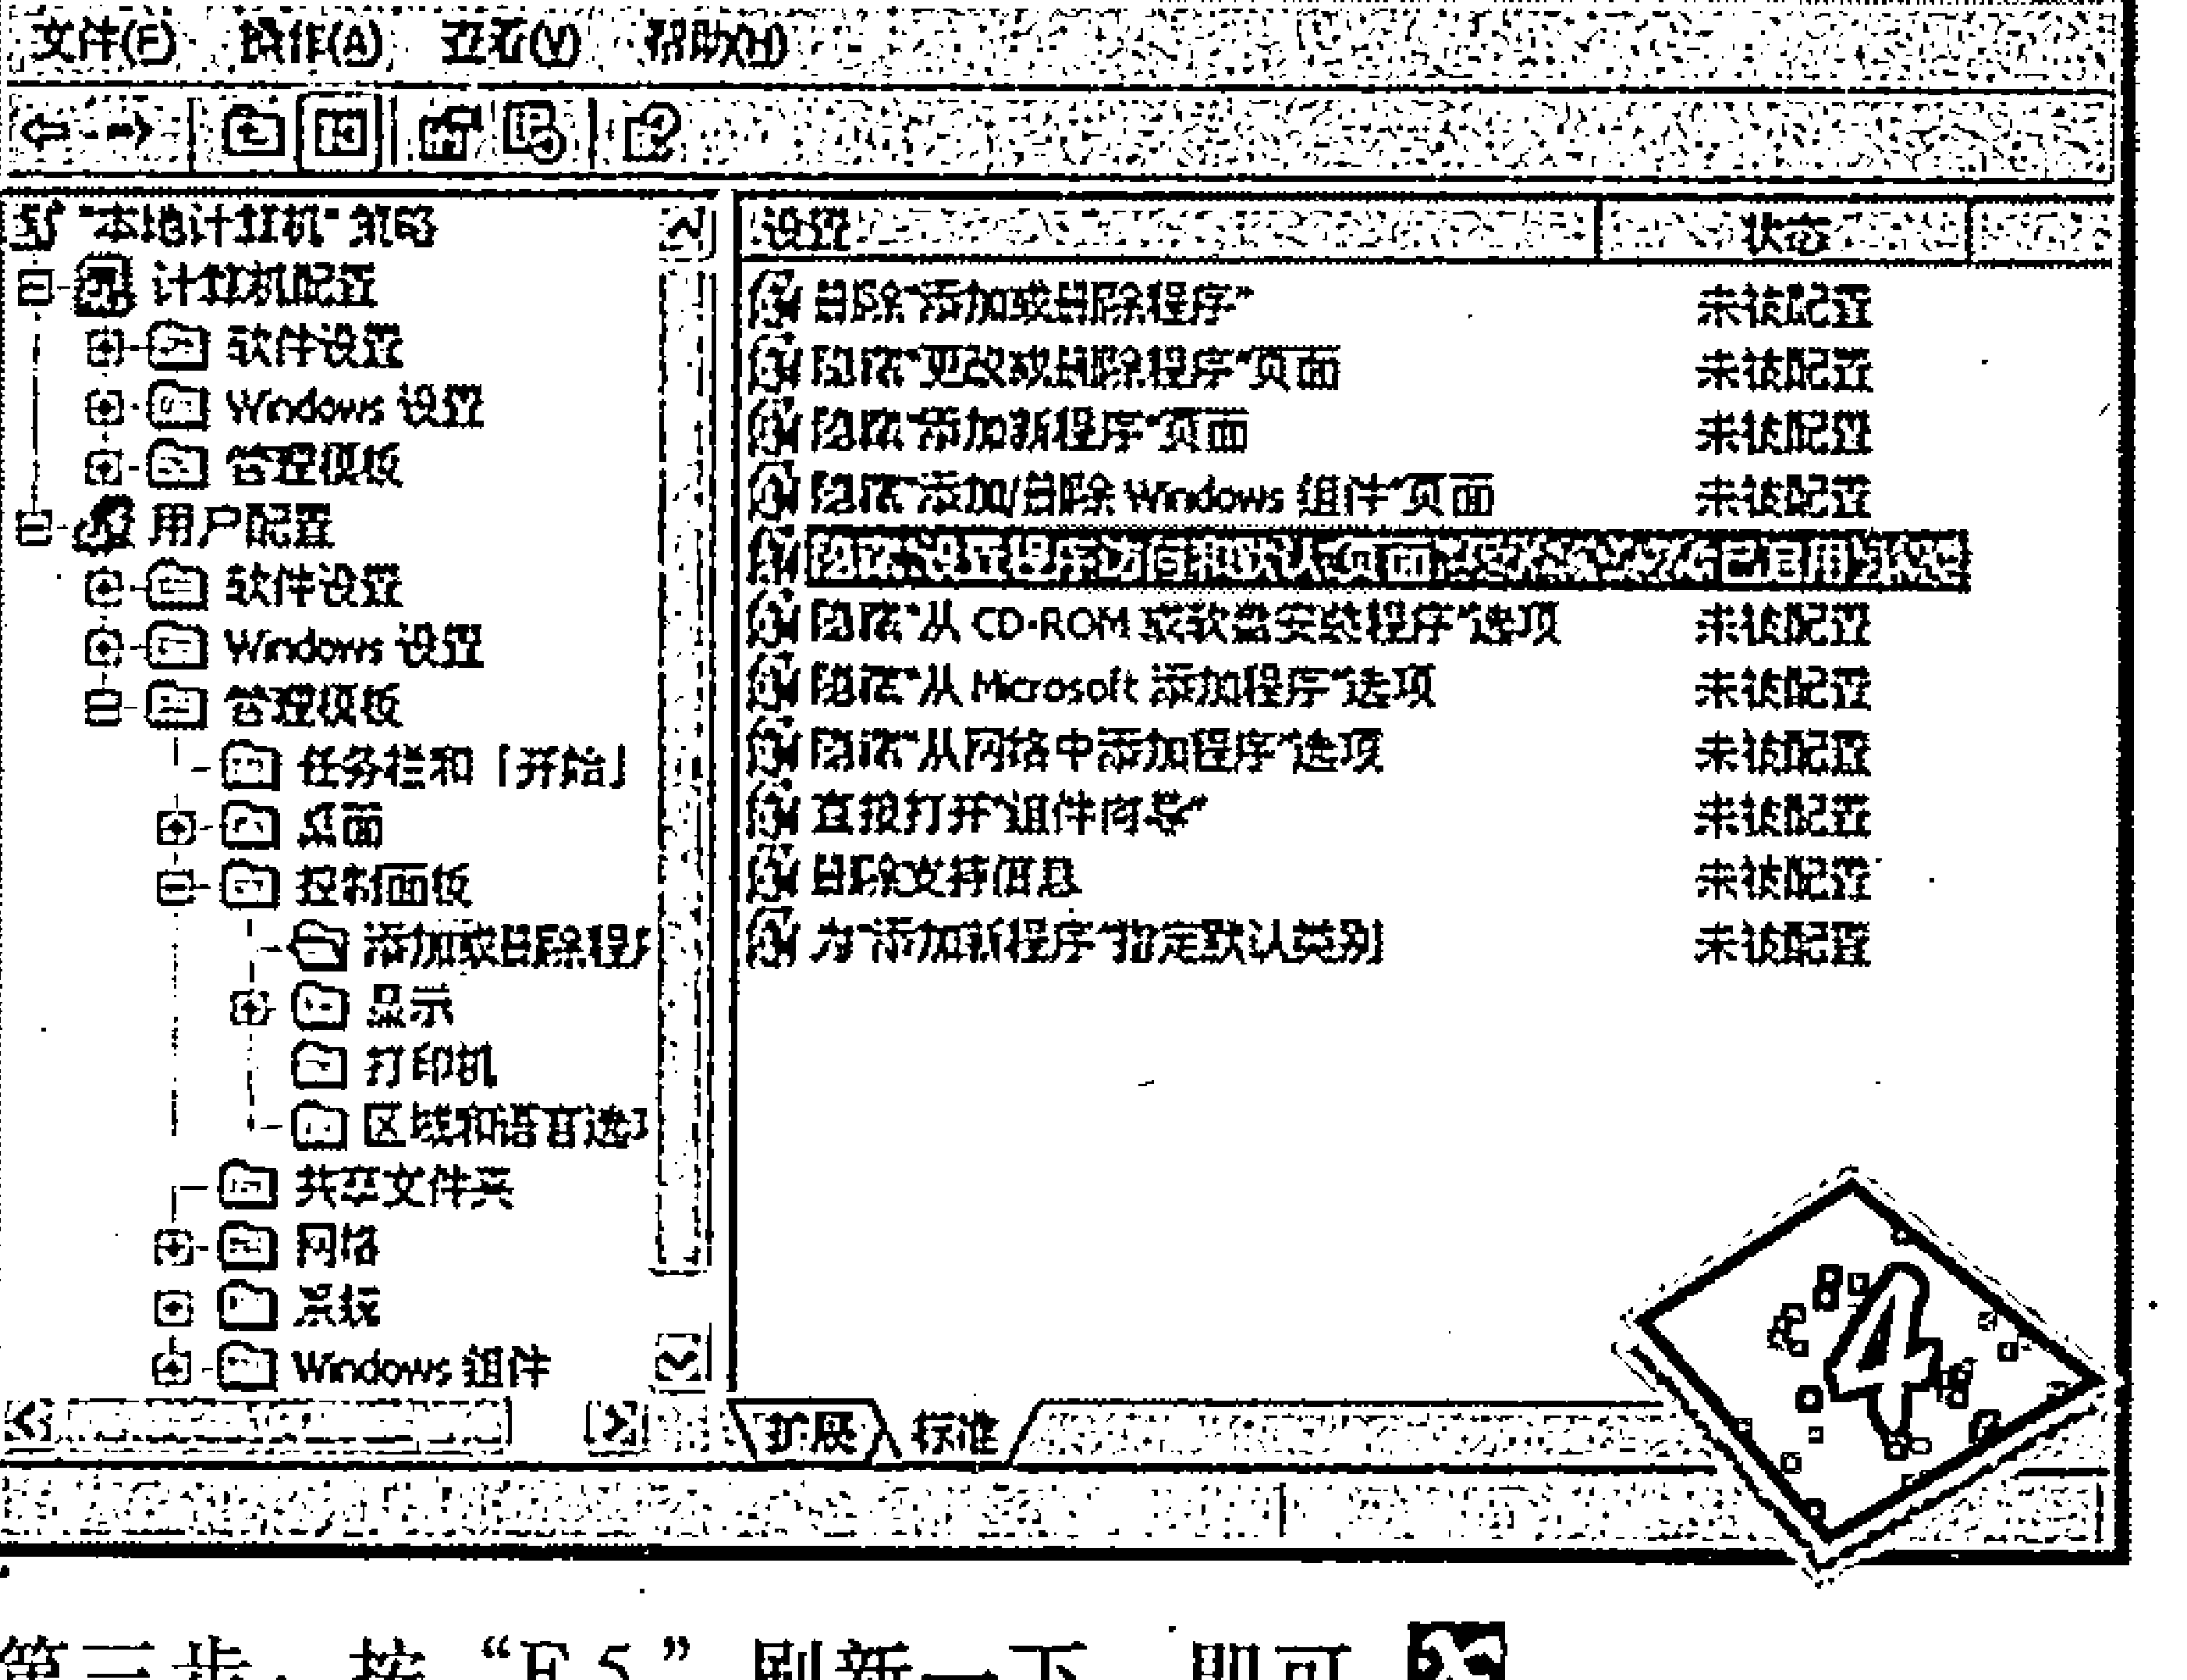 文件(F) 操作(A) 查看(V) 帮助(H)
"本地计算机"策略
计算机配置
软件设置
Windows 设置
管理模板
用户配置
软件设置
Windows 设置
管理模板
任务栏和「开始」
桌面
控制面板
添加或删除程序
显示
打印机
区域和语言选项
共享文件夹
网络
系统
Windows 组件
设置 状态
删除"添加或删除程序" 未被配置
隐藏"更改或删除程序"页面 未被配置
隐藏"添加新程序"页面 未被配置
隐藏"添加/删除 Windows 组件"页面 未被配置
隐藏"设置程序访问和默认"页面 已启用
隐藏"从 CD-ROM 或软盘安装程序"选项 未被配置
隐藏"从 Microsoft 添加程序"选项 未被配置
隐藏"从网络中添加程序"选项 未被配置
直接打开"组件向导" 未被配置
删除支持信息 未被配置
为"添加新程序"指定默认类别 未被配置
扩展 标准
4
第三步：按“F5”刷新一下，即可